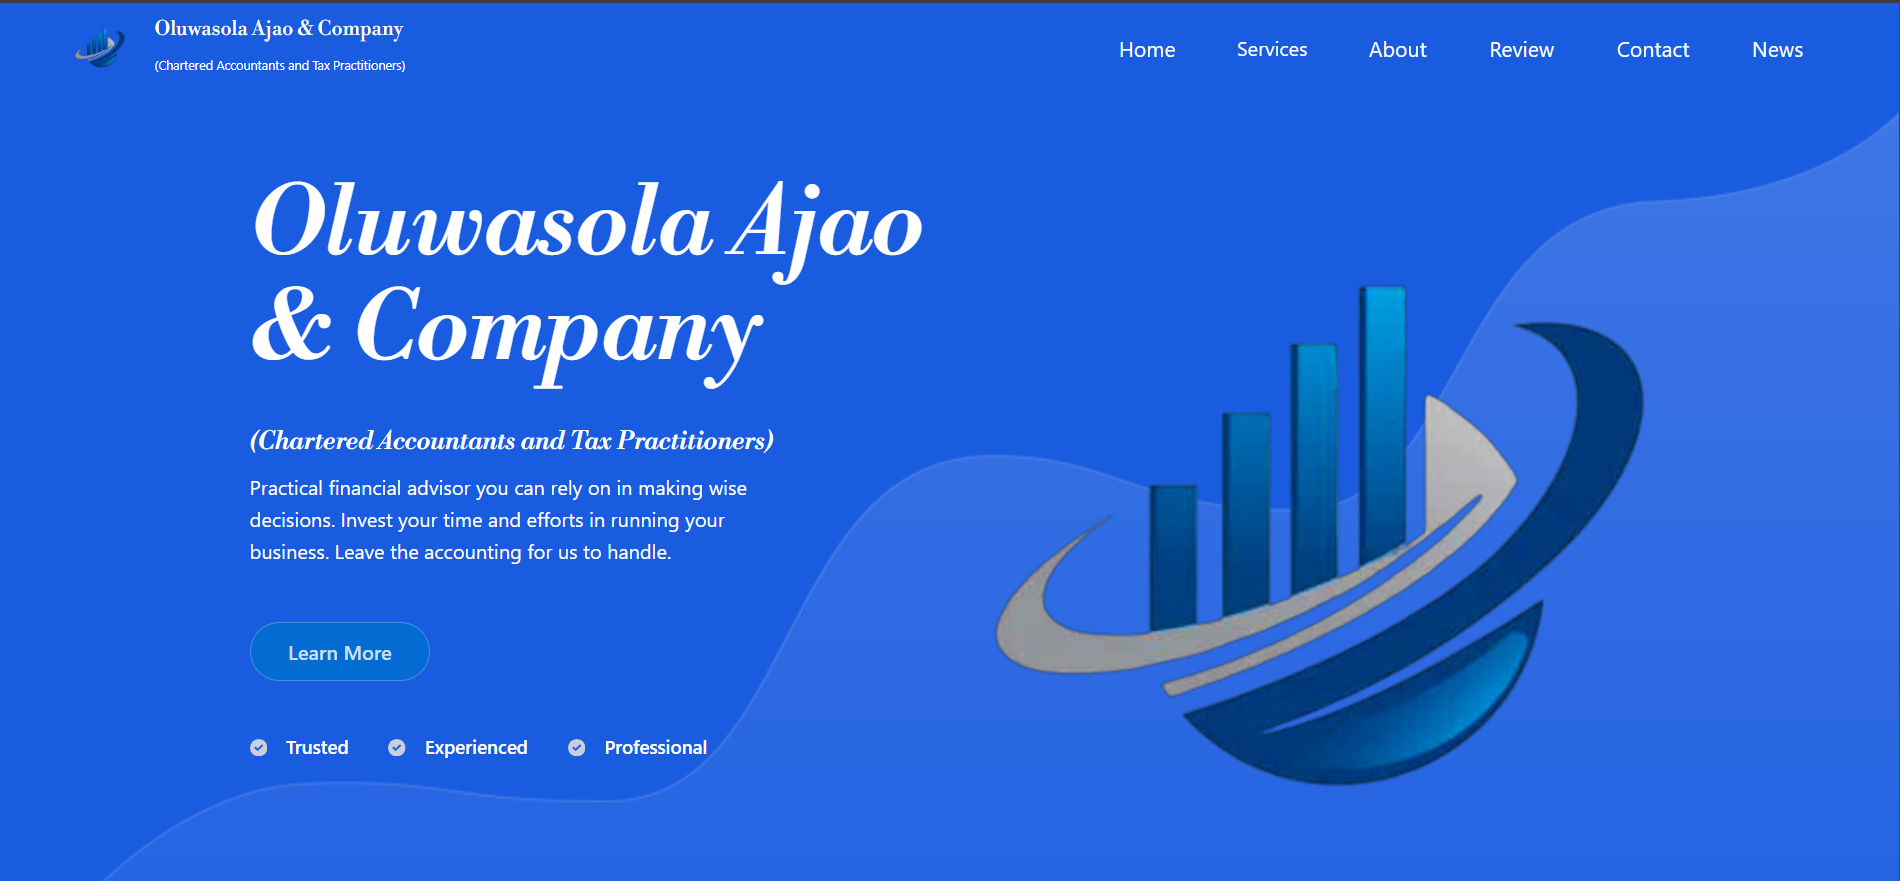 Oluwasola Ajao & Company
(Chartered Accountants and Tax Practitioners)
Home Services About Review Contact News
Oluwasola Ajao
& Company
(Chartered Accountants and Tax Practitioners)
Practical financial advisor you can rely on in making wise
decisions. Invest your time and efforts in running your
business. Leave the accounting for us to handle.
Learn More
Trusted Experienced Professional